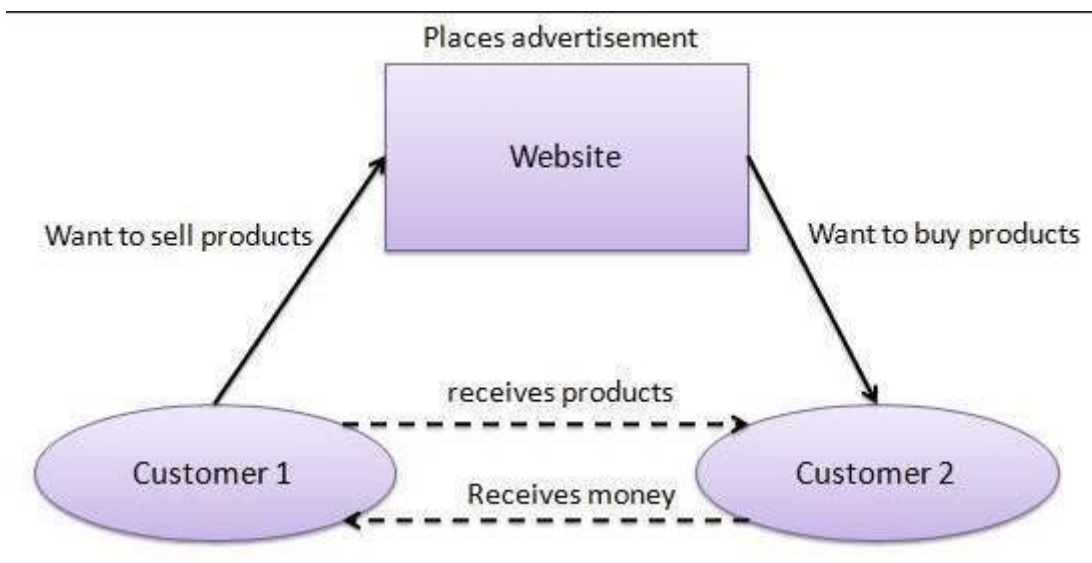 Places advertisement
Website
Want to sell products
Want to buy products
receives products
Customer 1
Customer 2
Receives money